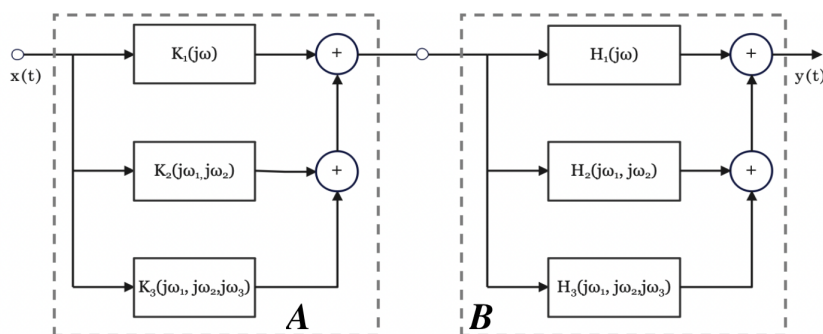 K₁(jω)
+
H₁(jω)
+
x(t)
y(t)
K₂(jω₁,jω₂)
+
H₂(jω₁, jω₂)
+
K₃(jω₁, jω₂,jω₃)
H₃(jω₁, jω₂,jω₃)
A
B